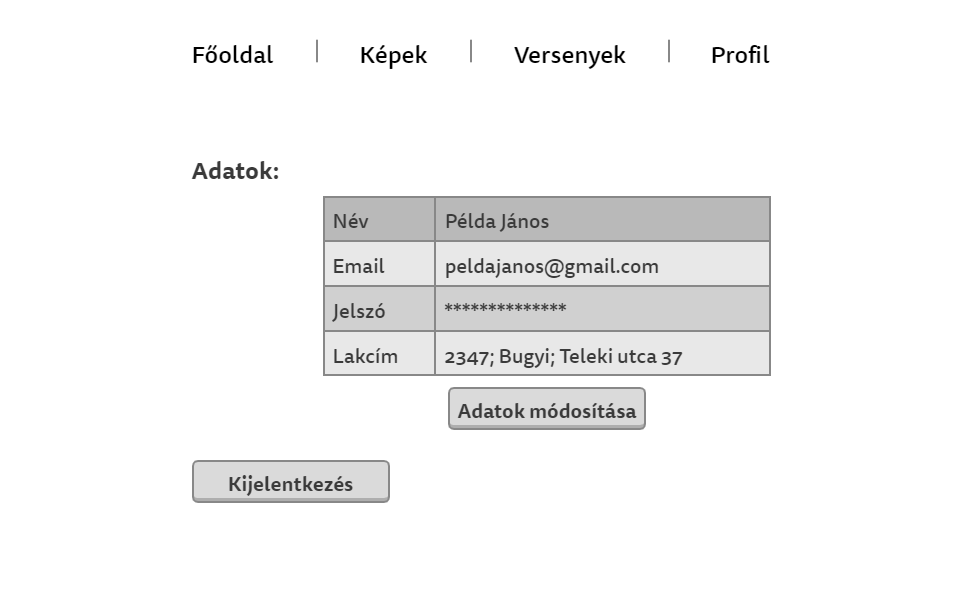 Főoldal Képek Versenyek Profil
Adatok:
Név Példa János
Email peldajanos@gmail.com
Jelszó **************
Lakcím 2347; Bugyi; Teleki utca 37
Adatok módosítása
Kijelentkezés